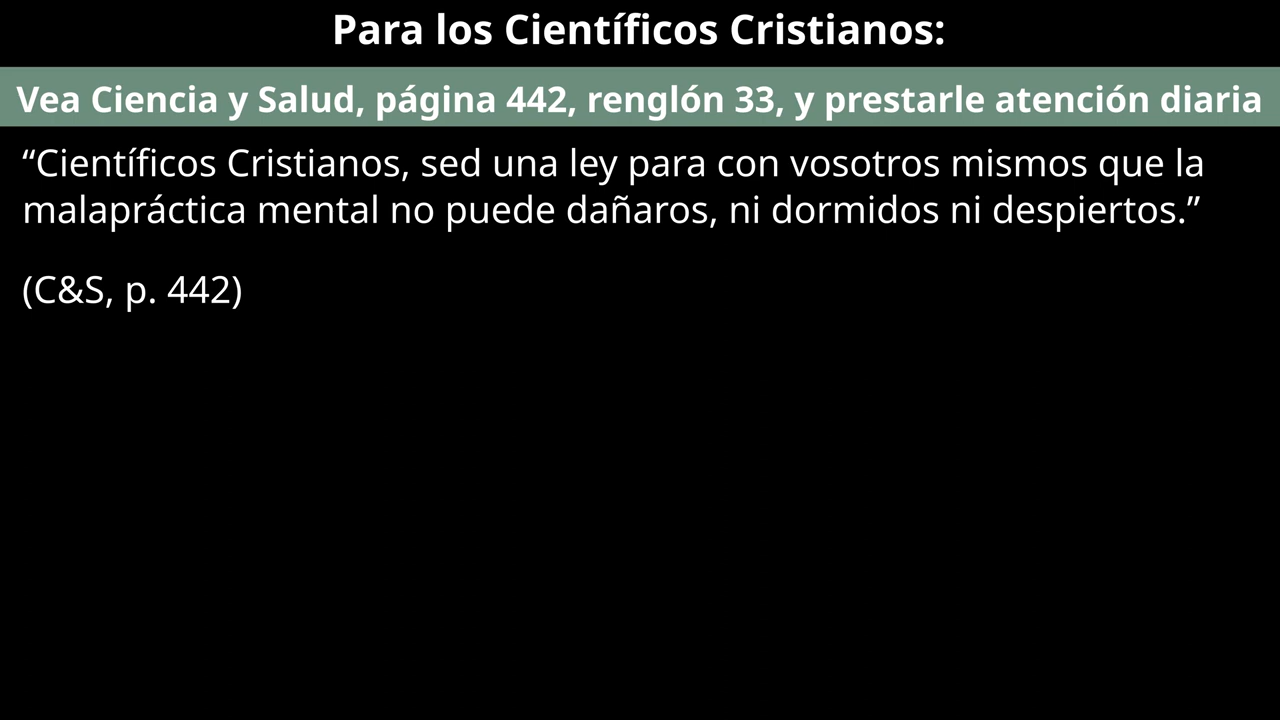 Para los Científicos Cristianos:
Vea Ciencia y Salud, página 442, renglón 33, y prestarle atención diaria
“Científicos Cristianos, sed una ley para con vosotros mismos que la
malapráctica mental no puede dañaros, ni dormidos ni despiertos.”
(C&S, p. 442)